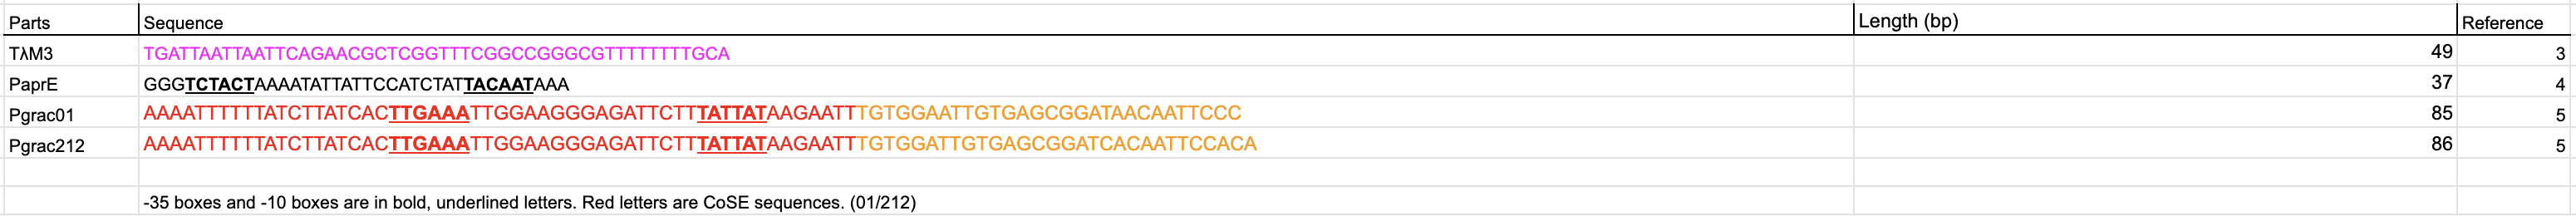 Parts Sequence Length (bp) Reference
TλM3 TGATTAATTAATTCAGAACGCTCGGTTTCGGCCGGGCGTTTTTTTTGCA 49 3
PaprE GGGTCTACTAAAATATTATTCCATCTATTACAATAAA 37 4
Pgrac01 AAAATTTTTTATCTTATCACTTGAAATTGGAAGGGAGATTCTTTATTATAAGAATTTGTGGAATTGTGAGCGGATAACAATTCCC 85 5
Pgrac212 AAAATTTTTTATCTTATCACTTGAAATTGGAAGGGAGATTCTTTATTATAAGAATTTGTGGATTGTGAGCGGATCACAATTCCACA 86 5
-35 boxes and -10 boxes are in bold, underlined letters. Red letters are CoSE sequences. (01/212)